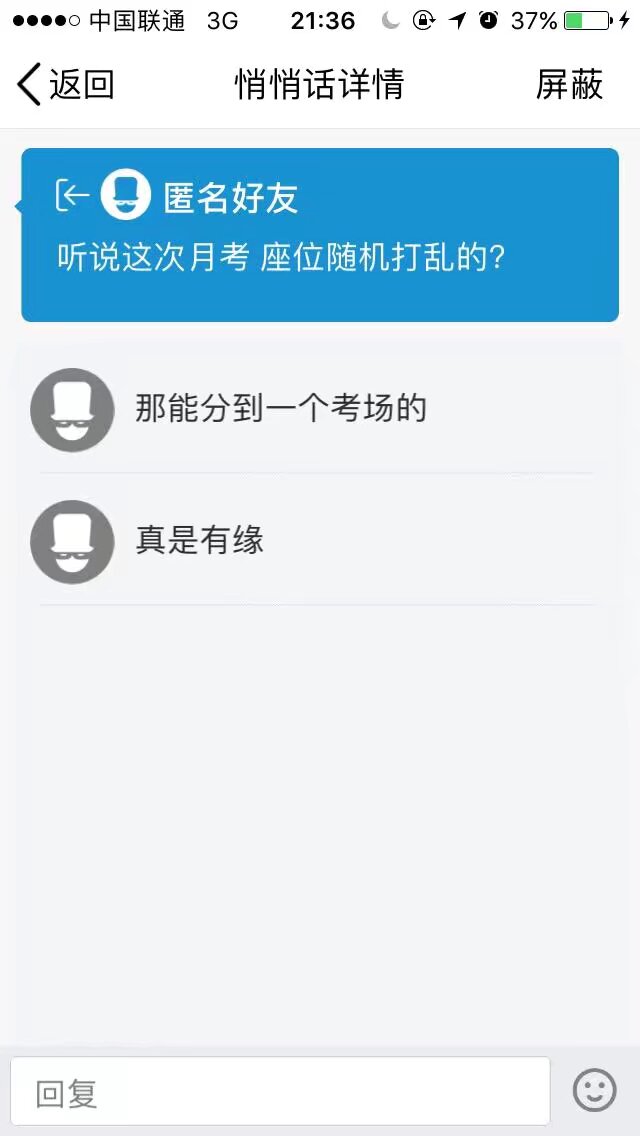 中国联通 3G 21:36 37%
返回 悄悄话详情 屏蔽
匿名好友
听说这次月考 座位随机打乱的?
那能分到一个考场的
真是有缘
回复